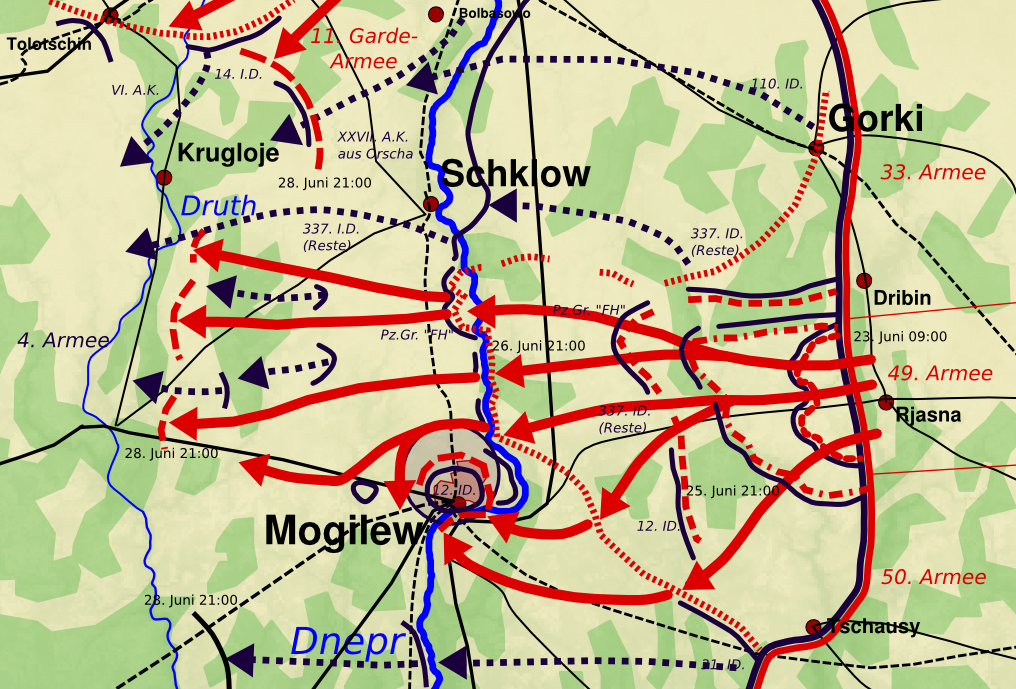 Bolbasowo
Tolotschin
11. Garde-
Armee
14. I.D.
VI. A.K.
110. ID.
Gorki
XXVII. A.K.
aus Orscha
Krugloje
Schklow
33. Armee
28. Juni 21:00
Druth
337. I.D.
(Reste)
337. ID.
(Reste)
Dribin
Pz.Gr. "FH"
4. Armee
Pz.Gr. "FH"
26. Juni 21:00
23. Juni 09:00
49. Armee
337. ID.
(Reste)
Rjasna
28. Juni 21:00
12. ID.
25. Juni 21:00
Mogilew
12. ID.
50. Armee
28. Juni 21:00
Tschausy
Dnepr
31. ID.